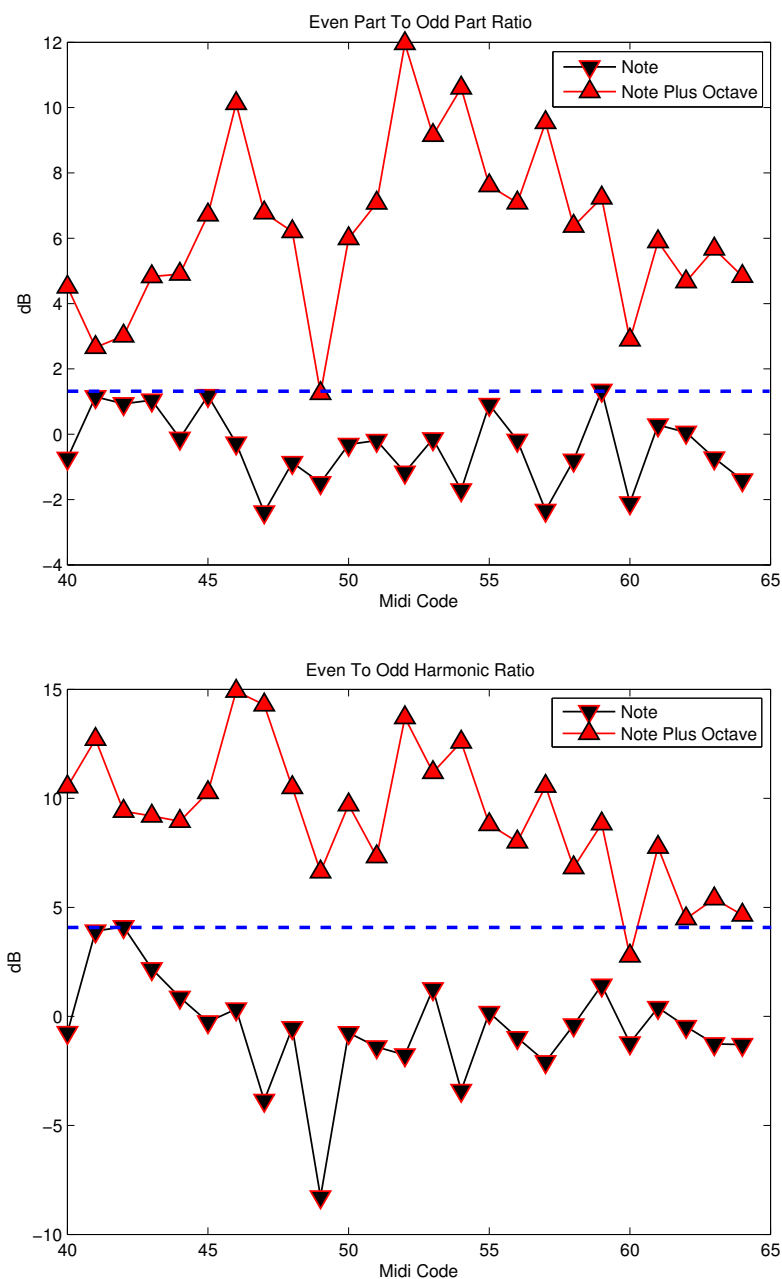 Even Part To Odd Part Ratio
12
10
8
6
4
2
0
−2
−4
dB
Note
Note Plus Octave
40 45 50 55 60 65
Midi Code
Even To Odd Harmonic Ratio
15
10
5
0
−5
−10
dB
Note
Note Plus Octave
40 45 50 55 60 65
Midi Code